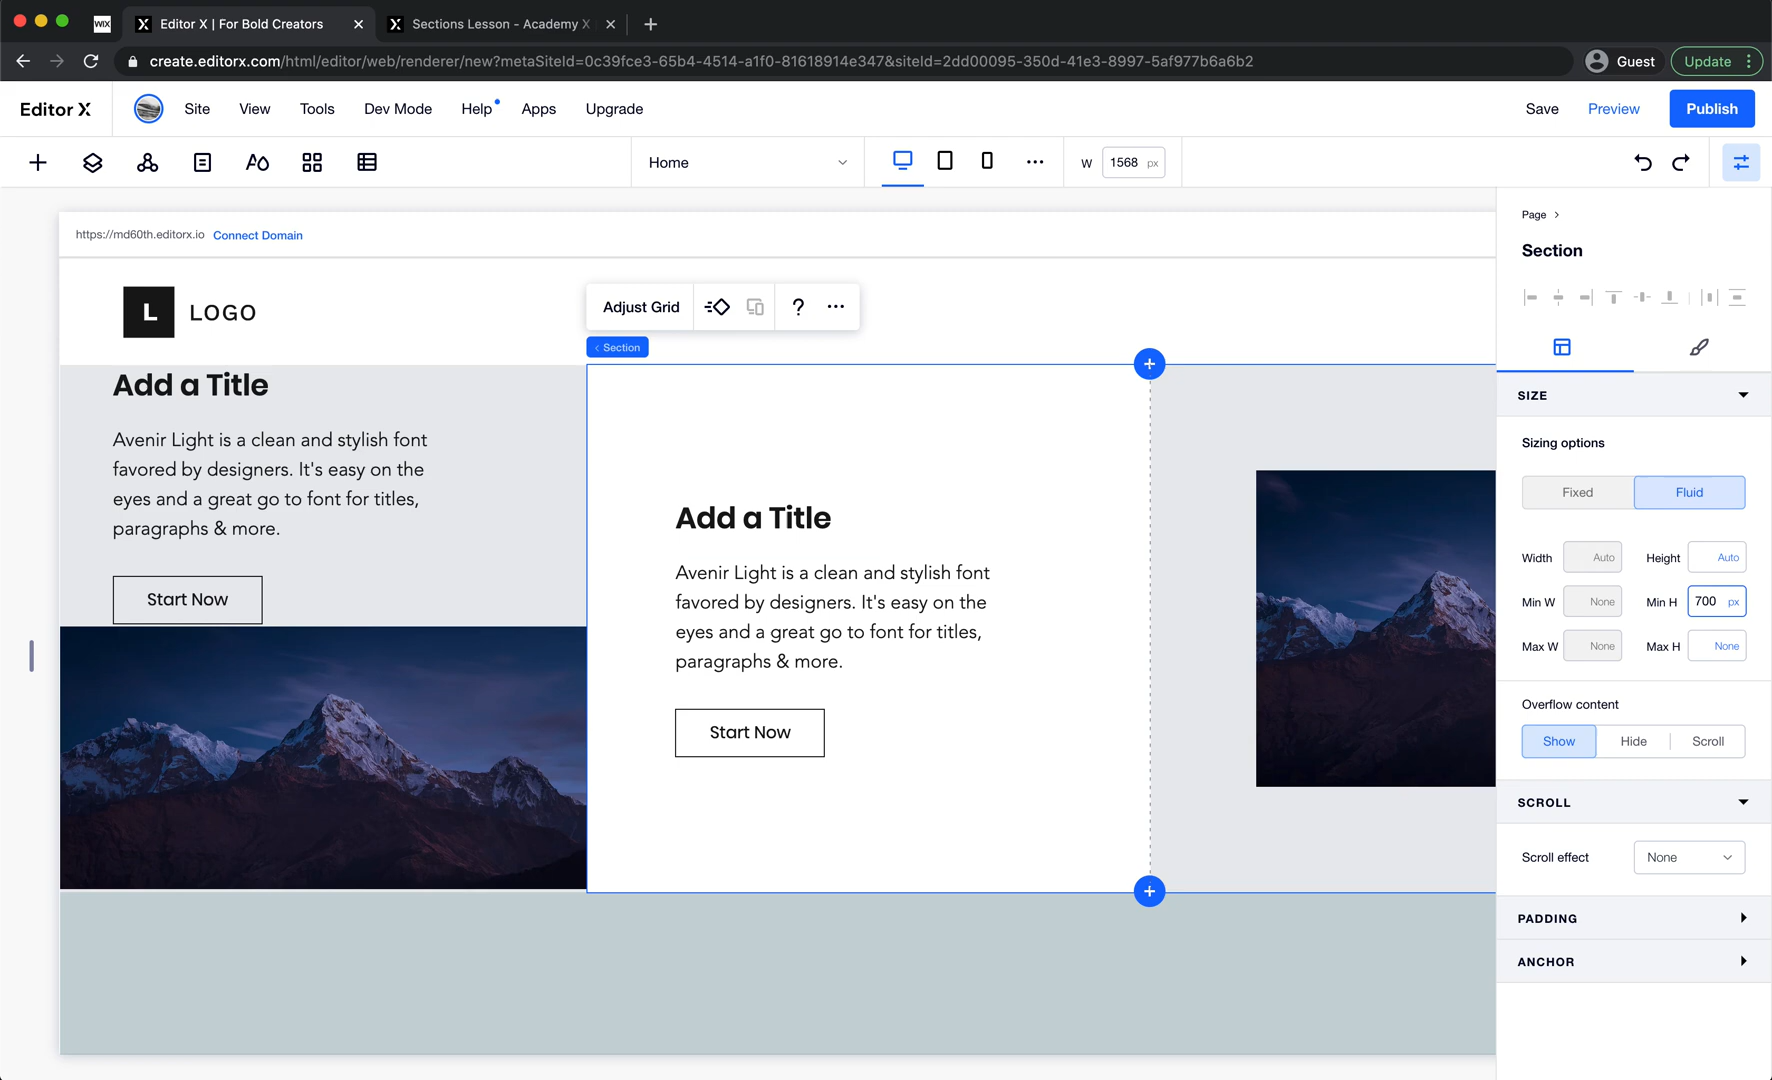 WIX
X Editor X | For Bold Creators
X Sections Lesson - Academy X
create.editorx.com/html/editor/web/renderer/new?metaSiteId=0c39fce3-65b4-4514-a1f0-81618914e347&siteId=2dd00095-350d-41e3-8997-5af977b6a6b2
Guest
Update
Editor X
Site
View
Tools
Dev Mode
Help
Apps
Upgrade
Save
Preview
Publish
Home
W 1568 px
https://md60th.editorx.io Connect Domain
L LOGO
Adjust Grid
?
< Section
Add a Title
Avenir Light is a clean and stylish font
favored by designers. It's easy on the
eyes and a great go to font for titles,
paragraphs & more.
Start Now
Add a Title
Avenir Light is a clean and stylish font
favored by designers. It's easy on the
eyes and a great go to font for titles,
paragraphs & more.
Start Now
Page >
Section
SIZE
Sizing options
Fixed Fluid
Width Auto Height Auto
Min W None Min H 700 px
Max W None Max H None
Overflow content
Show Hide Scroll
SCROLL
Scroll effect None
PADDING
ANCHOR